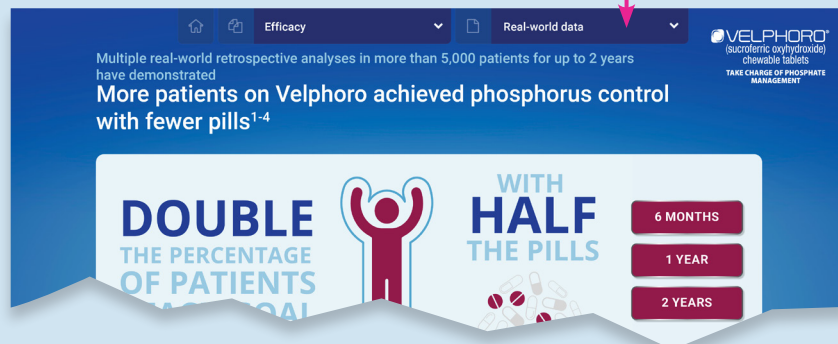 Efficacy
Real-world data
VELPHORO®
(sucroferric oxyhydroxide)
chewable tablets
TAKE CHARGE OF PHOSPHATE
MANAGEMENT
Multiple real-world retrospective analyses in more than 5,000 patients for up to 2 years
have demonstrated
More patients on Velphoro achieved phosphorus control
with fewer pills1-4
DOUBLE
THE PERCENTAGE
OF PATIENTS
WITH
HALF
THE PILLS
6 MONTHS
1 YEAR
2 YEARS